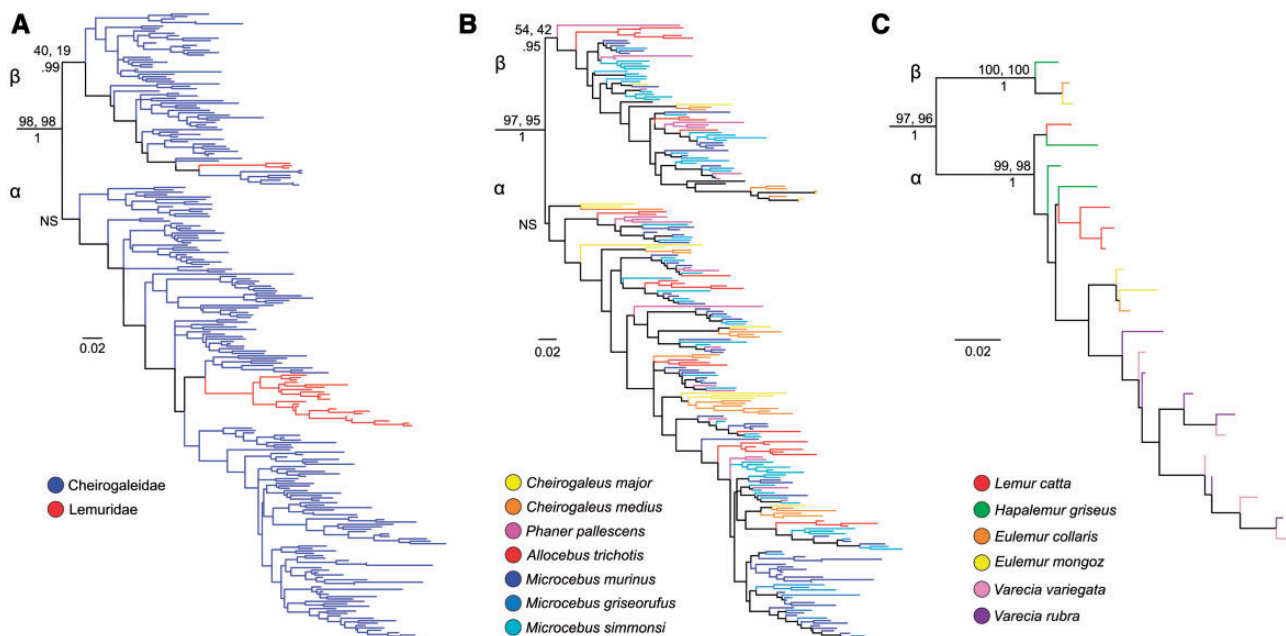 A
40, 19
.99
β
98, 98
1
α
NS
0.02
Cheirogaleidae
Lemuridae
B
54, 42
.95
β
97, 95
1
α
NS
0.02
Cheirogaleus major
Cheirogaleus medius
Phaner pallescens
Allocebus trichotis
Microcebus murinus
Microcebus griseorufus
Microcebus simmonsi
C
β
100, 100
1
97, 96
1
99, 98
α
1
0.02
Lemur catta
Hapalemur griseus
Eulemur collaris
Eulemur mongoz
Varecia variegata
Varecia rubra